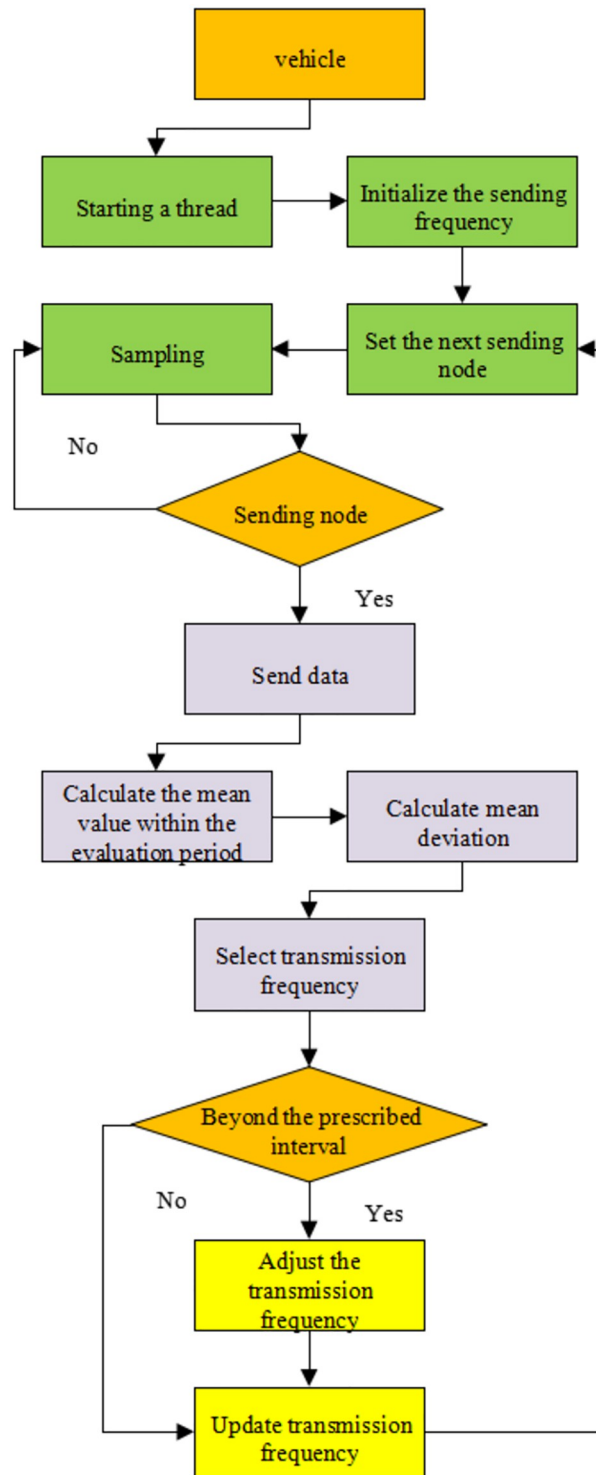 vehicle
Starting a thread
Initialize the sending
frequency
Sampling
Set the next sending
node
No
Sending node
Yes
Send data
Calculate the mean
value within the
evaluation period
Calculate mean
deviation
Select transmission
frequency
Beyond the prescribed
interval
No
Yes
Adjust the
transmission
frequency
Update transmission
frequency